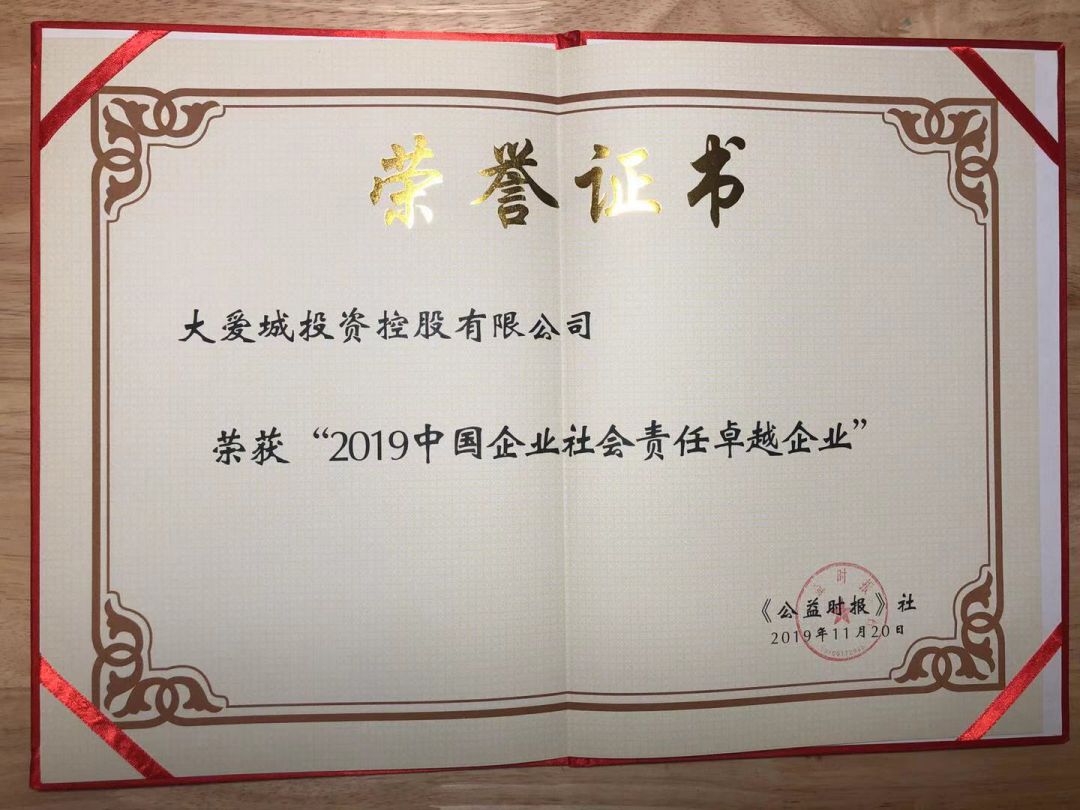 荣誉证书
大爱城投资控股有限公司
荣获“2019中国企业社会责任卓越企业”
《公益时报》社
2019年11月20日